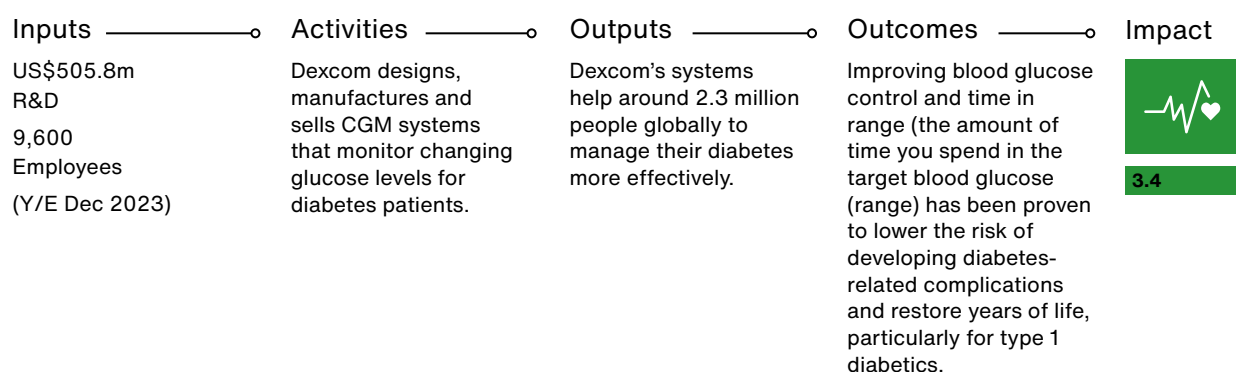 Inputs
US$505.8m
R&D
9,600
Employees
(Y/E Dec 2023)
Activities
Dexcom designs,
manufactures and
sells CGM systems
that monitor changing
glucose levels for
diabetes patients.
Outputs
Dexcom's systems
help around 2.3 million
people globally to
manage their diabetes
more effectively.
Outcomes
Improving blood glucose
control and time in
range (the amount of
time you spend in the
target blood glucose
(range) has been proven
to lower the risk of
developing diabetes-
related complications
and restore years of life,
particularly for type 1
diabetics.
Impact
3.4